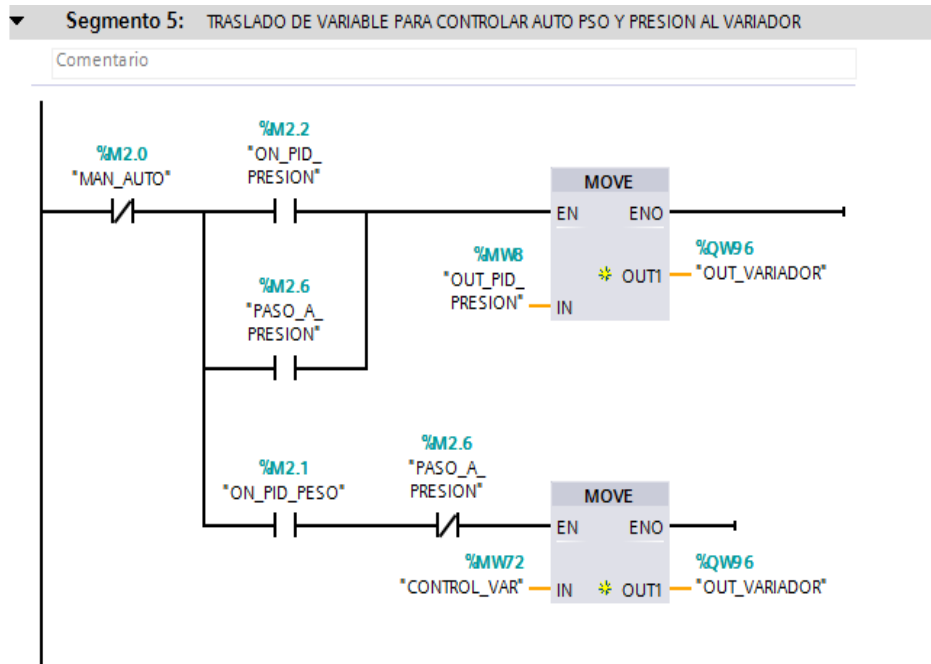 Segmento 5: TRASLADO DE VARIABLE PARA CONTROLAR AUTO PSO Y PRESION AL VARIADOR
Comentario
%M2.0
"MAN_AUTO"
%M2.2
"ON_PID_
PRESION"
MOVE
EN ENO
%MW8
"OUT_PID_
PRESION"
IN
OUT1
%QW96
"OUT_VARIADOR"
%M2.6
"PASO_A_
PRESION"
%M2.1
"ON_PID_PESO"
%M2.6
"PASO_A_
PRESION"
MOVE
EN ENO
%MW72
"CONTROL_VAR"
IN
OUT1
%QW96
"OUT_VARIADOR"